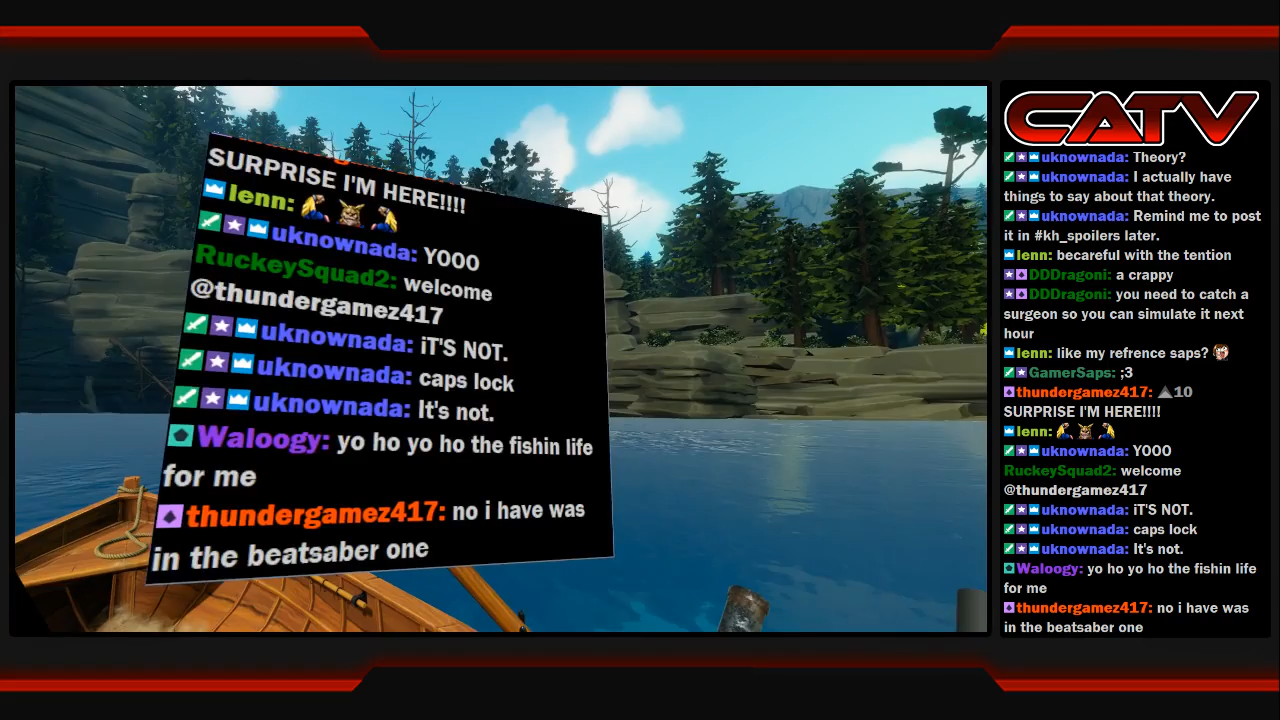 SURPRISE I'M HERE!!!!
lenn:
uknownada: YOOO
RuckeySquad2: welcome
@thundergamez417
uknownada: iT'S NOT.
uknownada: caps lock
uknownada: It's not.
Waloogy: yo ho yo ho the fishin life
for me
thundergamez417: no i have was
in the beatsaber one
CATV
uknownada: Theory?
uknownada: I actually have
things to say about that theory.
uknownada: Remind me to post
it in #kh_spoilers later.
lenn: becareful with the tention
DDDragoni: a crappy
DDDragoni: you need to catch a
surgeon so you can simulate it next
hour
lenn: like my refrence saps?
GamerSaps: ;3
thundergamez417: 10
SURPRISE I'M HERE!!!!
lenn:
uknownada: YOOO
RuckeySquad2: welcome
@thundergamez417
uknownada: iT'S NOT.
uknownada: caps lock
uknownada: It's not.
Waloogy: yo ho yo ho the fishin life
for me
thundergamez417: no i have was
in the beatsaber one